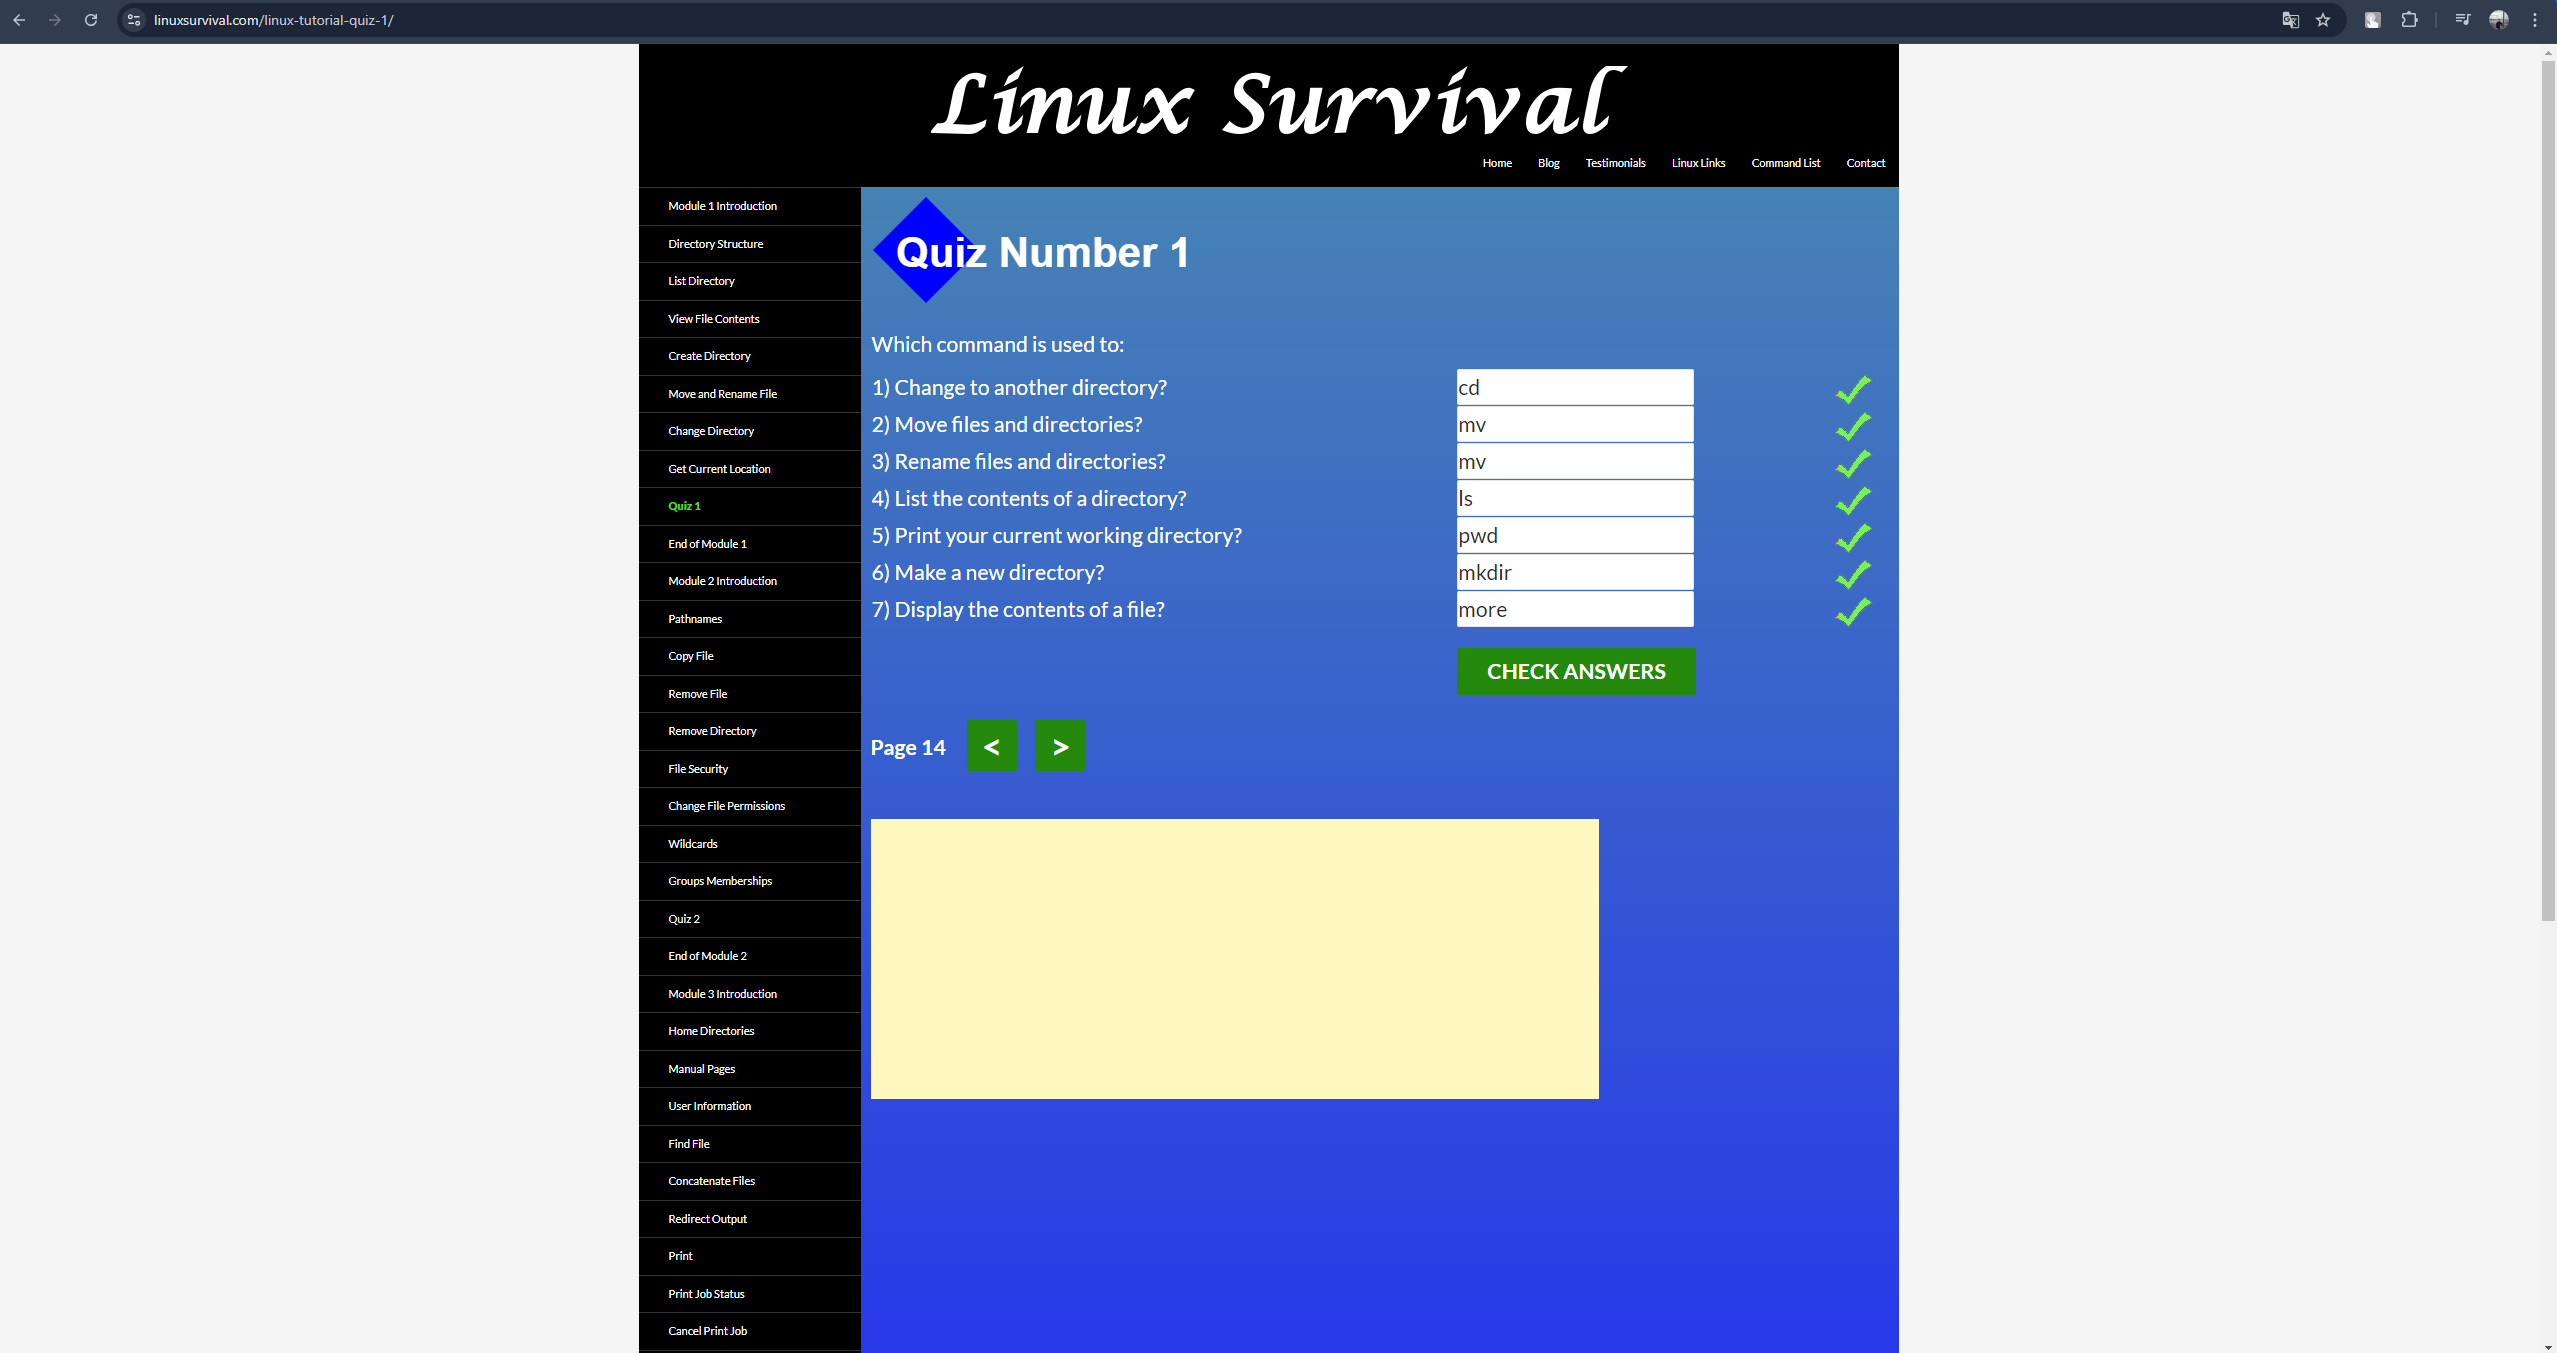 linuxsurvival.com/linux-tutorial-quiz-1/
Linux Survival
Home Blog Testimonials Linux Links Command List Contact
Module 1 Introduction
Directory Structure
List Directory
View File Contents
Create Directory
Move and Rename File
Change Directory
Get Current Location
Quiz 1
End of Module 1
Module 2 Introduction
Pathnames
Copy File
Remove File
Remove Directory
File Security
Change File Permissions
Wildcards
Groups Memberships
Quiz 2
End of Module 2
Module 3 Introduction
Home Directories
Manual Pages
User Information
Find File
Concatenate Files
Redirect Output
Print
Print Job Status
Cancel Print Job
Quiz Number 1
Which command is used to:
1) Change to another directory? cd
2) Move files and directories? mv
3) Rename files and directories? mv
4) List the contents of a directory? ls
5) Print your current working directory? pwd
6) Make a new directory? mkdir
7) Display the contents of a file? more
CHECK ANSWERS
Page 14 < >